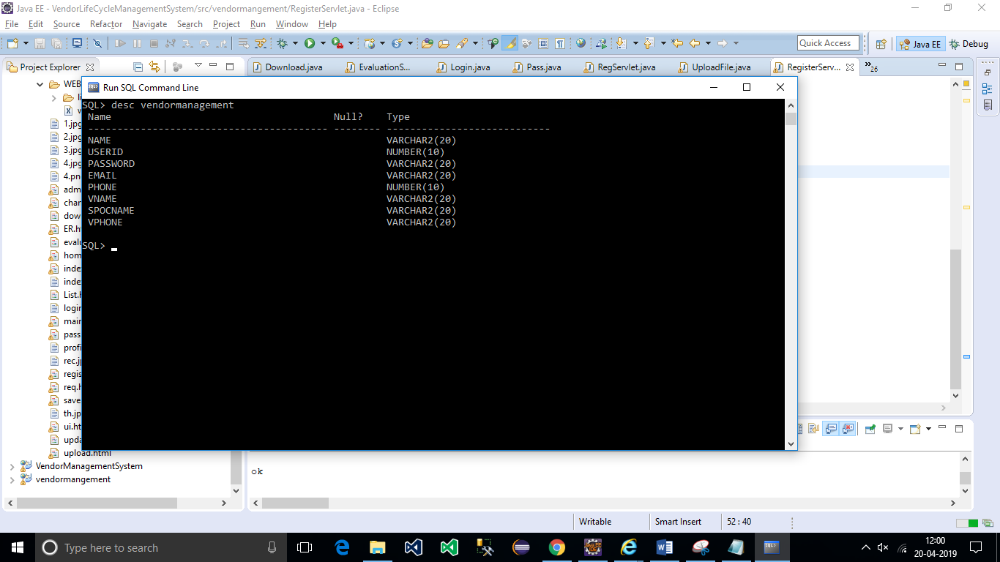 Java EE - VendorLifeCycleManagementSystem/src/vendormangement/RegisterServlet.java - Eclipse
File Edit Source Refactor Navigate Search Project Run Window Help
Quick Access Java EE Debug
Project Explorer
Download.java EvaluationS... Login.java Pass.java RegServlet.java UploadFile.java RegisterServ... »26
WEB
li
1.jpg
2.jpg
3.jpg
4.jpg
4.pn
adm
char
dow
ER.ht
evalu
hom
index
index
List.h
login
main
pass
profi
rec.jp
regis
req.h
save
th.jp
ui.ht
upda
upload.html
VendorManagementSystem
vendormangement
Run SQL Command Line
SQL> desc vendormanagement
Name Null? Type
----------------------------------------- -------- ----------------------------
NAME VARCHAR2(20)
USERID NUMBER(10)
PASSWORD VARCHAR2(20)
EMAIL VARCHAR2(20)
PHONE NUMBER(10)
VNAME VARCHAR2(20)
SPOCNAME VARCHAR2(20)
VPHONE VARCHAR2(20)
SQL>
ok
Writable Smart Insert 52 : 40
Type here to search
12:00
20-04-2019